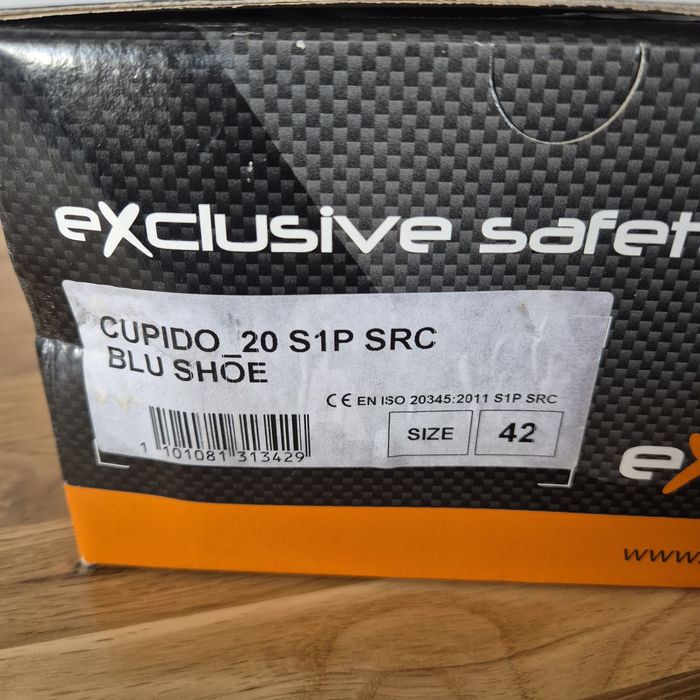 eXclusive safet
CUPIDO_20 S1P SRC
BLU SHOE
CE EN ISO 20345:2011 S1P SRC
SIZE 42
1 101081 313429
eX
www.